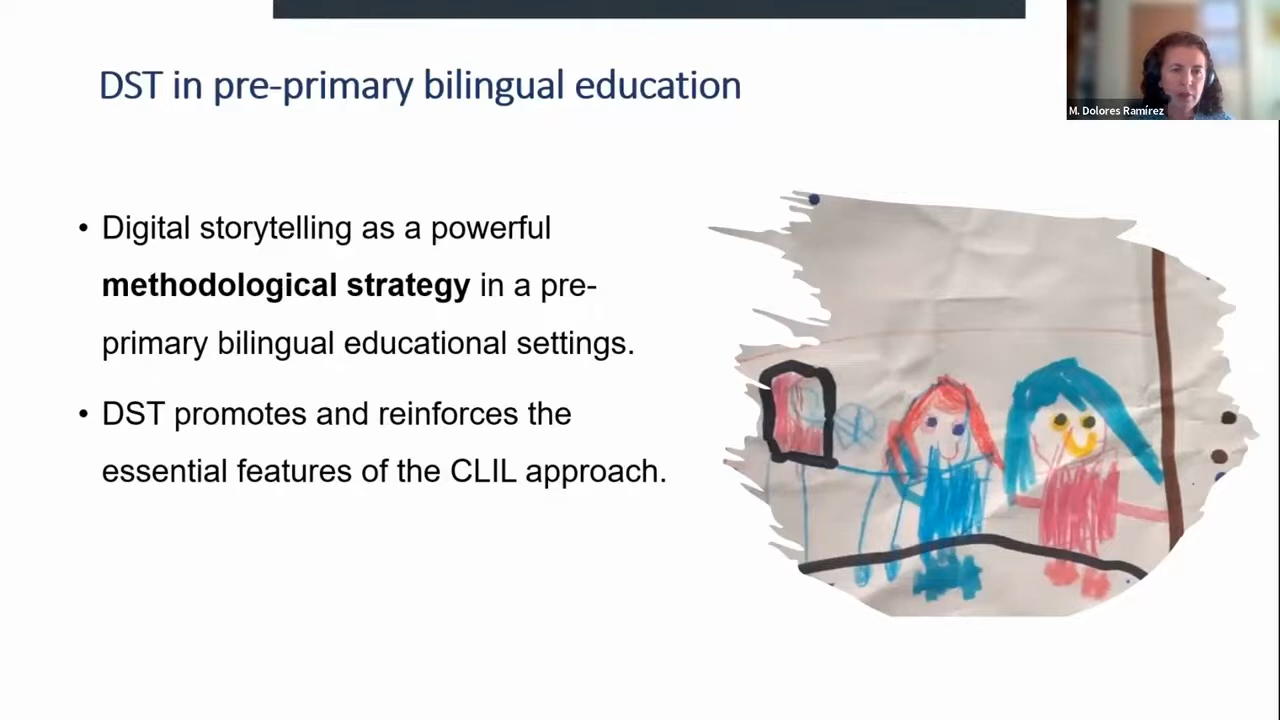 DST in pre-primary bilingual education
M. Dolores Ramírez
• Digital storytelling as a powerful
methodological strategy in a pre-
primary bilingual educational settings.
• DST promotes and reinforces the
essential features of the CLIL approach.